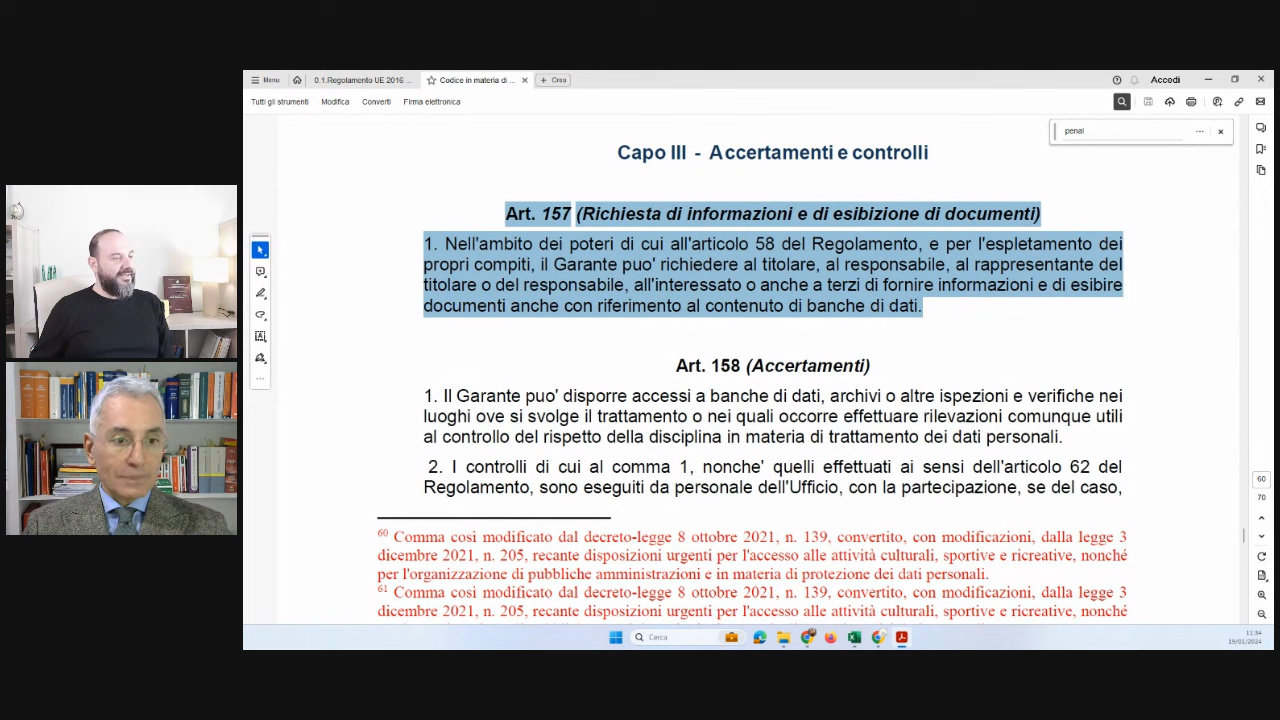 Menu
0.1.Regolamento UE 2016 ...
Codice in materia di ...
Crea
Accedi
Tutti gli strumenti
Modifica
Converti
Firma elettronica
penal
Capo III - Accertamenti e controlli
Art. 157 (Richiesta di informazioni e di esibizione di documenti)
1. Nell'ambito dei poteri di cui all'articolo 58 del Regolamento, e per l'espletamento dei
propri compiti, il Garante puo' richiedere al titolare, al responsabile, al rappresentante del
titolare o del responsabile, all'interessato o anche a terzi di fornire informazioni e di esibire
documenti anche con riferimento al contenuto di banche di dati.
Art. 158 (Accertamenti)
1. Il Garante puo' disporre accessi a banche di dati, archivi o altre ispezioni e verifiche nei
luoghi ove si svolge il trattamento o nei quali occorre effettuare rilevazioni comunque utili
al controllo del rispetto della disciplina in materia di trattamento dei dati personali.
2. I controlli di cui al comma 1, nonche' quelli effettuati ai sensi dell'articolo 62 del
Regolamento, sono eseguiti da personale dell'Ufficio, con la partecipazione, se del caso,
60 Comma così modificato dal decreto-legge 8 ottobre 2021, n. 139, convertito, con modificazioni, dalla legge 3
dicembre 2021, n. 205, recante disposizioni urgenti per l'accesso alle attività culturali, sportive e ricreative, nonché
per l'organizzazione di pubbliche amministrazioni e in materia di protezione dei dati personali.
61 Comma così modificato dal decreto-legge 8 ottobre 2021, n. 139, convertito, con modificazioni, dalla legge 3
dicembre 2021, n. 205, recante disposizioni urgenti per l'accesso alle attività culturali, sportive e ricreative, nonché
60
70
Cerca
11:34
19/01/2024